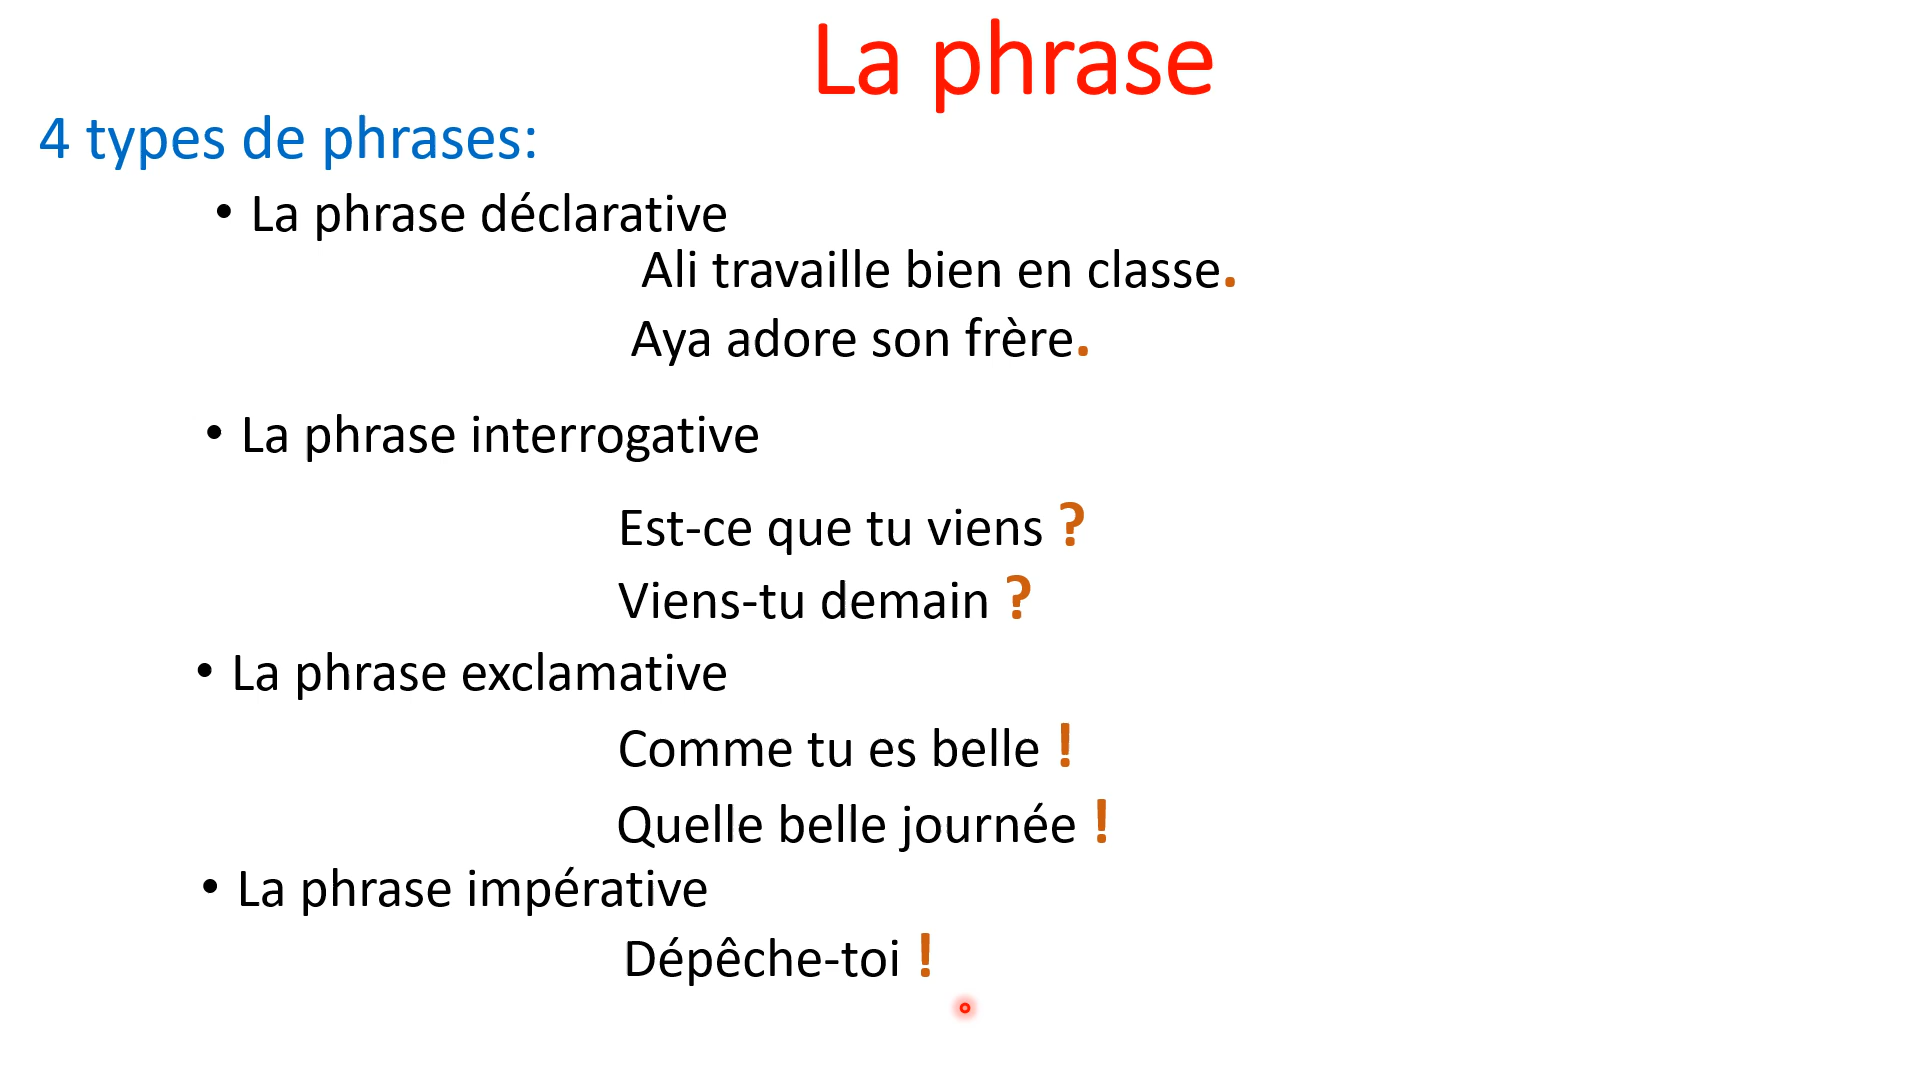 La phrase
4 types de phrases:
• La phrase déclarative
Ali travaille bien en classe.
Aya adore son frère.
• La phrase interrogative
Est-ce que tu viens ?
Viens-tu demain ?
• La phrase exclamative
Comme tu es belle !
Quelle belle journée !
• La phrase impérative
Dépêche-toi !